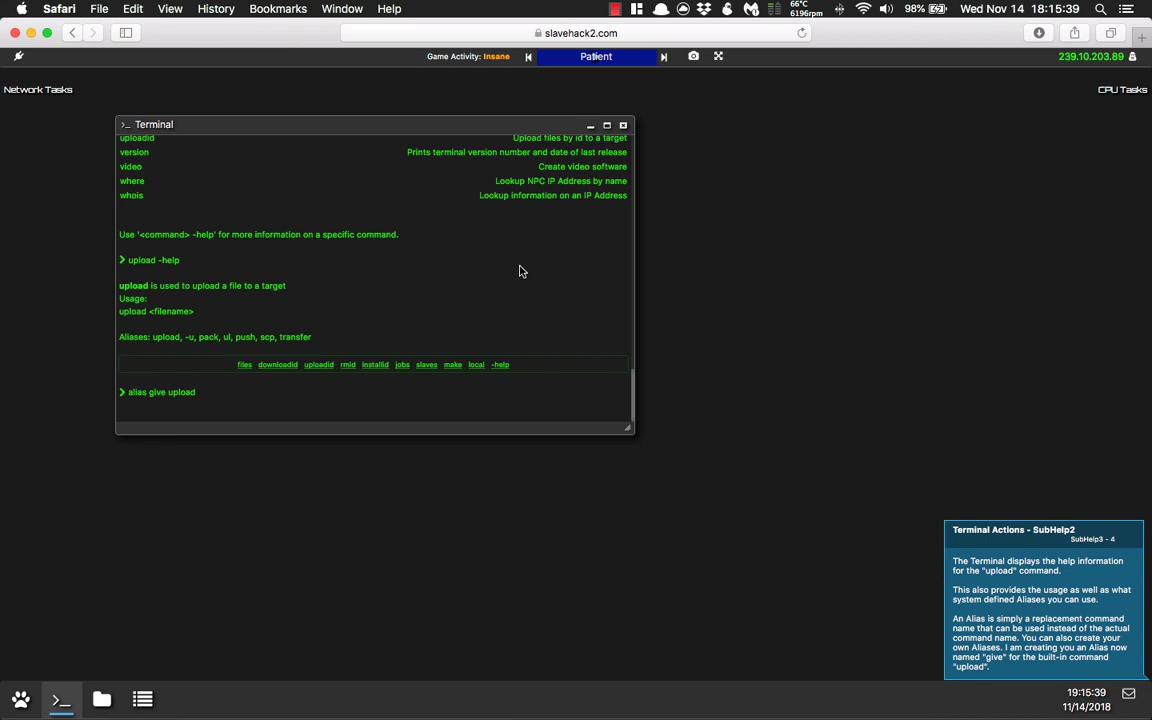 Safari File Edit View History Bookmarks Window Help 66°C 6196rpm 98% Wed Nov 14 18:15:39
slavehack2.com
Game Activity: Insane Patient 239.10.203.89
Network Tasks CPU Tasks
>_ Terminal
uploadid Upload files by id to a target
version Prints terminal version number and date of last release
video Create video software
where Lookup NPC IP Address by name
whois Lookup information on an IP Address
Use '<command> -help' for more information on a specific command.
> upload -help
upload is used to upload a file to a target
Usage:
upload <filename>
Aliases: upload, -u, pack, ul, push, scp, transfer
files downloadid uploadid rmid installid jobs slaves make local -help
> alias give upload
Terminal Actions - SubHelp2
SubHelp3 - 4
The Terminal displays the help information
for the "upload" command.
This also provides the usage as well as what
system defined Aliases you can use.
An Alias is simply a replacement command
name that can be used instead of the actual
command name. You can also create your
own Aliases. I am creating you an Alias now
named "give" for the built-in command
"upload".
19:15:39
11/14/2018